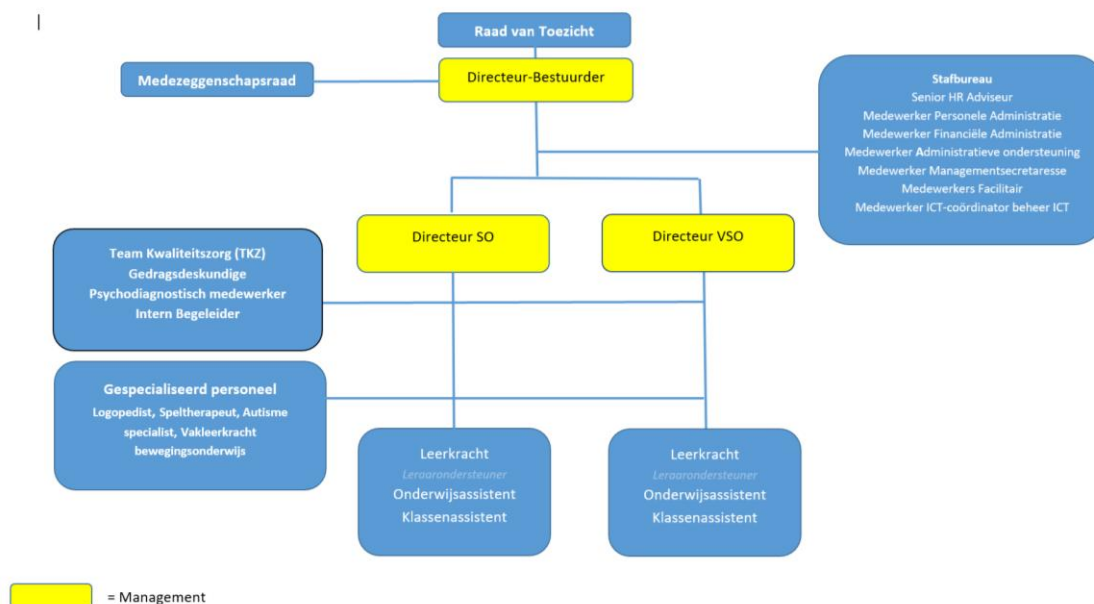 Raad van Toezicht
Directeur-Bestuurder
Medezeggenschapsraad
Stafbureau
Senior HR Adviseur
Medewerker Personele Administratie
Medewerker Financiële Administratie
Medewerker Administratieve ondersteuning
Medewerker Managementsecretaresse
Medewerkers Facilitair
Medewerker ICT-coördinator beheer ICT
Directeur SO
Directeur VSO
Team Kwaliteitszorg (TKZ)
Gedragsdeskundige
Psychodiagnostisch medewerker
Intern Begeleider
Gespecialiseerd personeel
Logopedist, Speltherapeut, Autisme
specialist, Vakleerkracht
bewegingsonderwijs
Leerkracht
Leraarondersteuner
Onderwijsassistent
Klassenassistent
Leerkracht
Leraarondersteuner
Onderwijsassistent
Klassenassistent
= Management